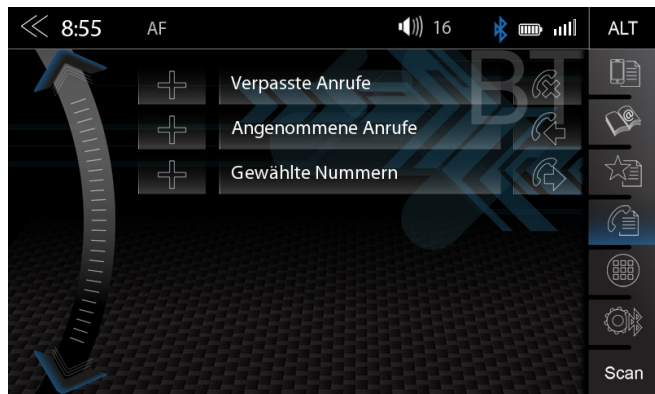 8:55 AF 16 ALT
BT
Verpasste Anrufe
Angenommene Anrufe
Gewählte Nummern
Scan